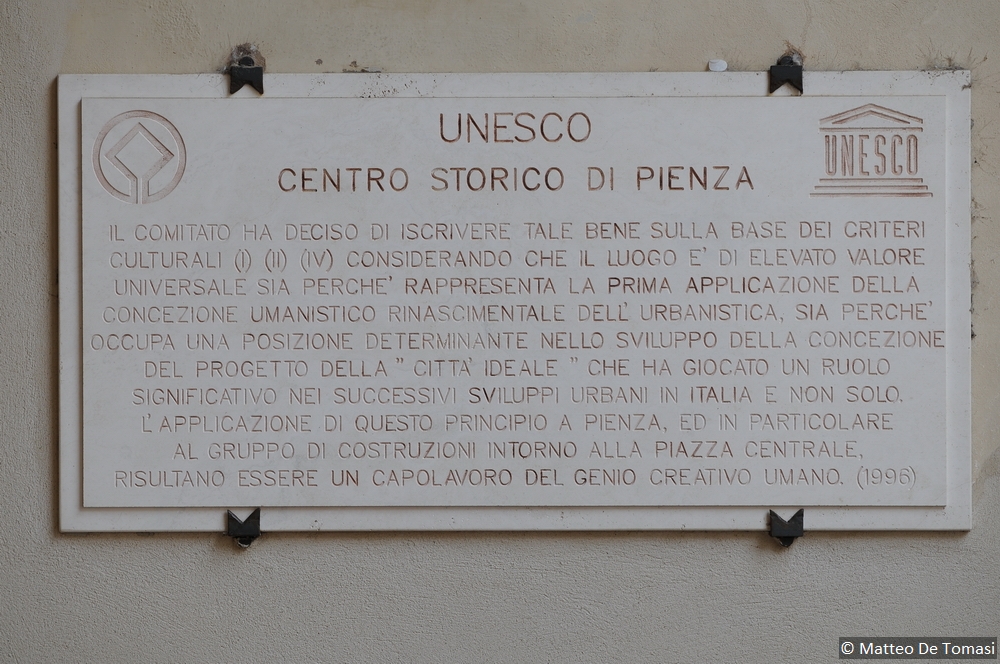 UNESCO
CENTRO STORICO DI PIENZA
UNESCO
IL COMITATO HA DECISO DI ISCRIVERE TALE BENE SULLA BASE DEI CRITERI
CULTURALI (I) (II) (IV) CONSIDERANDO CHE IL LUOGO E' DI ELEVATO VALORE
UNIVERSALE SIA PERCHE' RAPPRESENTA LA PRIMA APPLICAZIONE DELLA
CONCEZIONE UMANISTICO RINASCIMENTALE DELL' URBANISTICA, SIA PERCHE'
OCCUPA UNA POSIZIONE DETERMINANTE NELLO SVILUPPO DELLA CONCEZIONE
DEL PROGETTO DELLA " CITTA' IDEALE " CHE HA GIOCATO UN RUOLO
SIGNIFICATIVO NEI SUCCESSIVI SVILUPPI URBANI IN ITALIA E NON SOLO.
L'APPLICAZIONE DI QUESTO PRINCIPIO A PIENZA, ED IN PARTICOLARE
AL GRUPPO DI COSTRUZIONI INTORNO ALLA PIAZZA CENTRALE,
RISULTANO ESSERE UN CAPOLAVORO DEL GENIO CREATIVO UMANO. (1996)
© Matteo De Tomasi